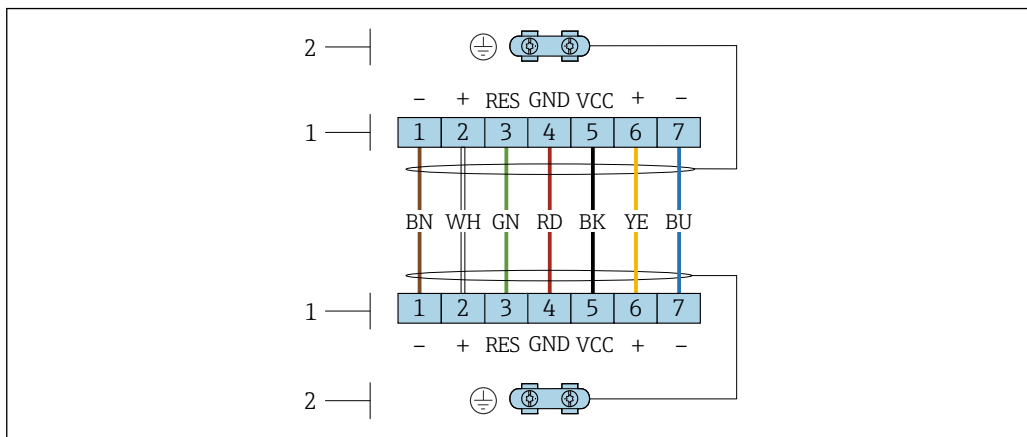 2
– + RES GND VCC + –
1 1 2 3 4 5 6 7
BN WH GN RD BK YE BU
1 1 2 3 4 5 6 7
– + RES GND VCC + –
2